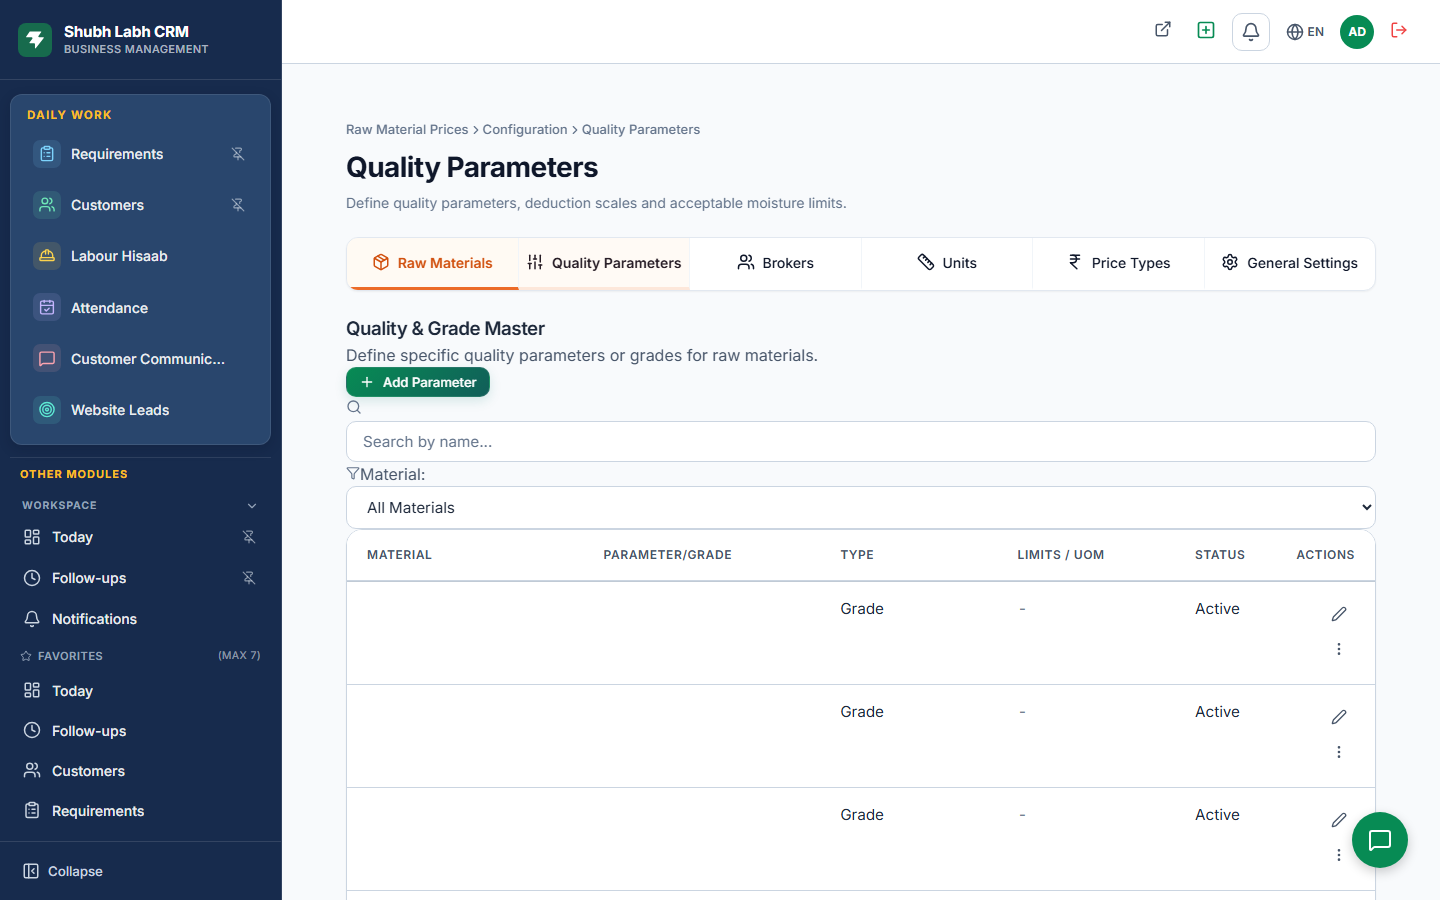 Shubh Labh CRM
BUSINESS MANAGEMENT
DAILY WORK
Requirements
Customers
Labour Hisaab
Attendance
Customer Communic...
Website Leads
OTHER MODULES
WORKSPACE
Today
Follow-ups
Notifications
FAVORITES (MAX 7)
Today
Follow-ups
Customers
Requirements
Collapse
EN AD
Raw Material Prices > Configuration > Quality Parameters
Quality Parameters
Define quality parameters, deduction scales and acceptable moisture limits.
Raw Materials Quality Parameters Brokers Units Price Types General Settings
Quality & Grade Master
Define specific quality parameters or grades for raw materials.
+ Add Parameter
Search by name...
Material:
All Materials
MATERIAL PARAMETER/GRADE TYPE LIMITS / UOM STATUS ACTIONS
Grade - Active
Grade - Active
Grade - Active